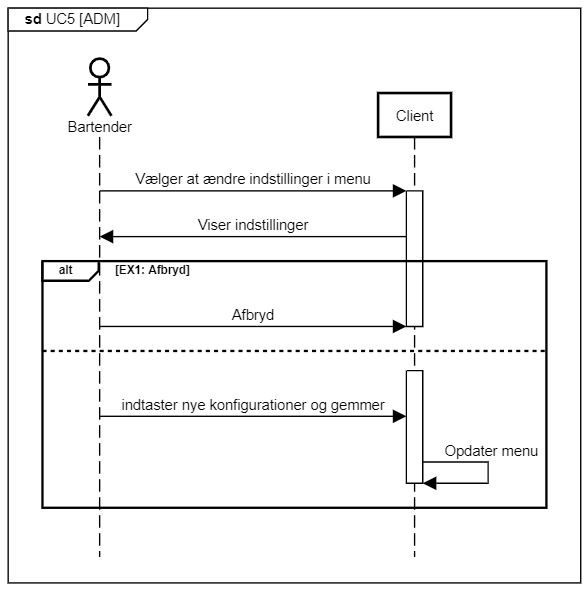 sd UC5 [ADM]
Bartender
Client
Vælger at ændre indstillinger i menu
Viser indstillinger
alt
[EX1: Afbryd]
Afbryd
indtaster nye konfigurationer og gemmer
Opdater menu